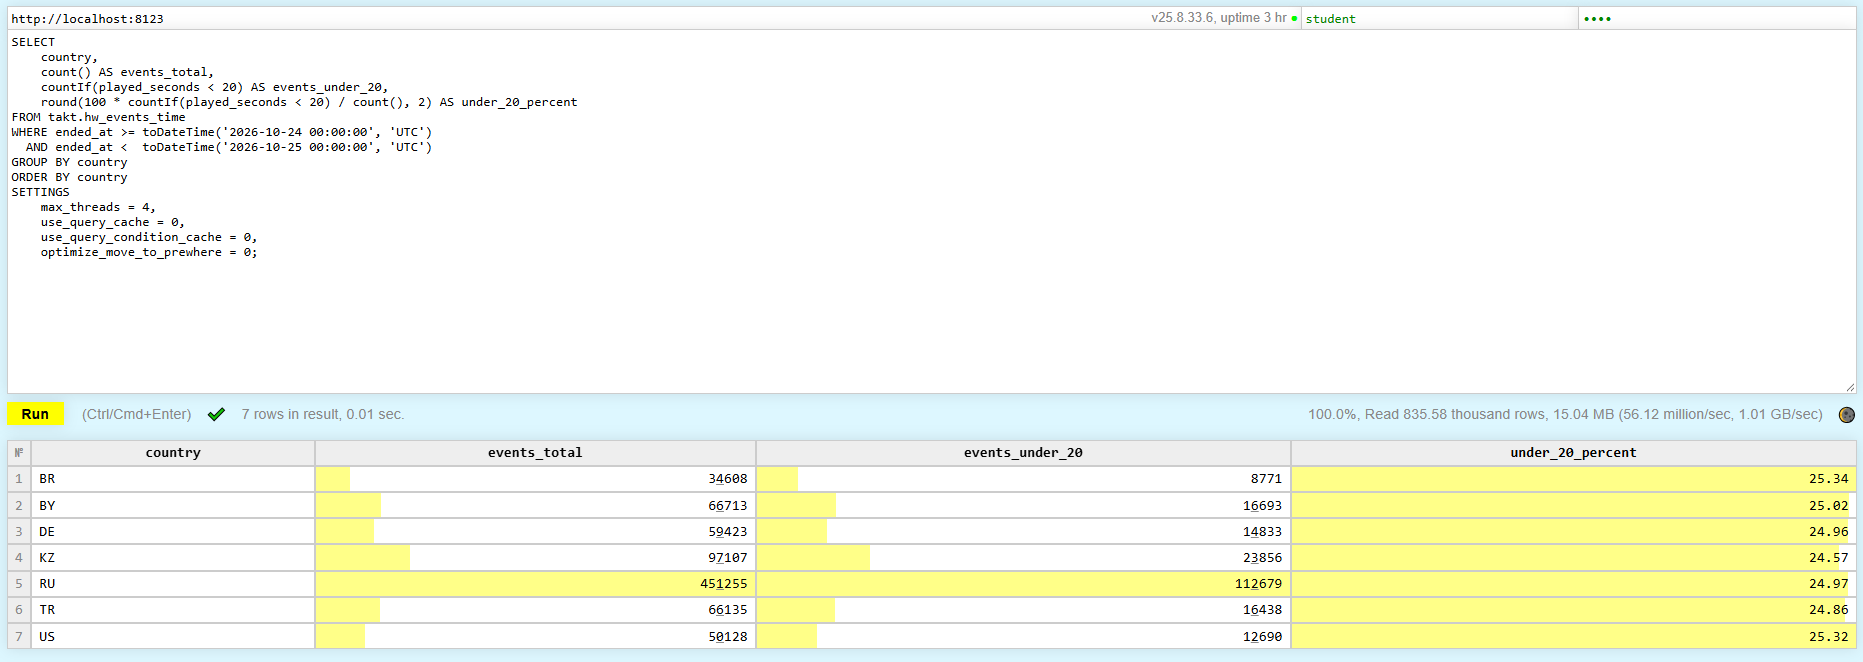 http://localhost:8123 v25.8.33.6, uptime 3 hr student ••••
SELECT
    country,
    count() AS events_total,
    countIf(played_seconds < 20) AS events_under_20,
    round(100 * countIf(played_seconds < 20) / count(), 2) AS under_20_percent
FROM takt.hw_events_time
WHERE ended_at >= toDateTime('2026-10-24 00:00:00', 'UTC')
  AND ended_at <  toDateTime('2026-10-25 00:00:00', 'UTC')
GROUP BY country
ORDER BY country
SETTINGS
    max_threads = 4,
    use_query_cache = 0,
    use_query_condition_cache = 0,
    optimize_move_to_prewhere = 0;
Run (Ctrl/Cmd+Enter) 7 rows in result, 0.01 sec. 100.0%, Read 835.58 thousand rows, 15.04 MB (56.12 million/sec, 1.01 GB/sec)
№ country events_total events_under_20 under_20_percent
1 BR 34608 8771 25.34
2 BY 66713 16693 25.02
3 DE 59423 14833 24.96
4 KZ 97107 23856 24.57
5 RU 451255 112679 24.97
6 TR 66135 16438 24.86
7 US 50128 12690 25.32